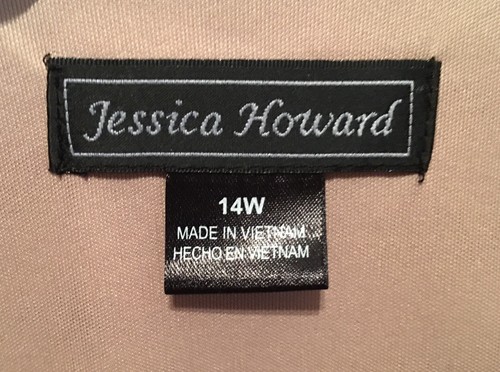 Jessica Howard
14W
MADE IN VIETNAM
HECHO EN VIETNAM